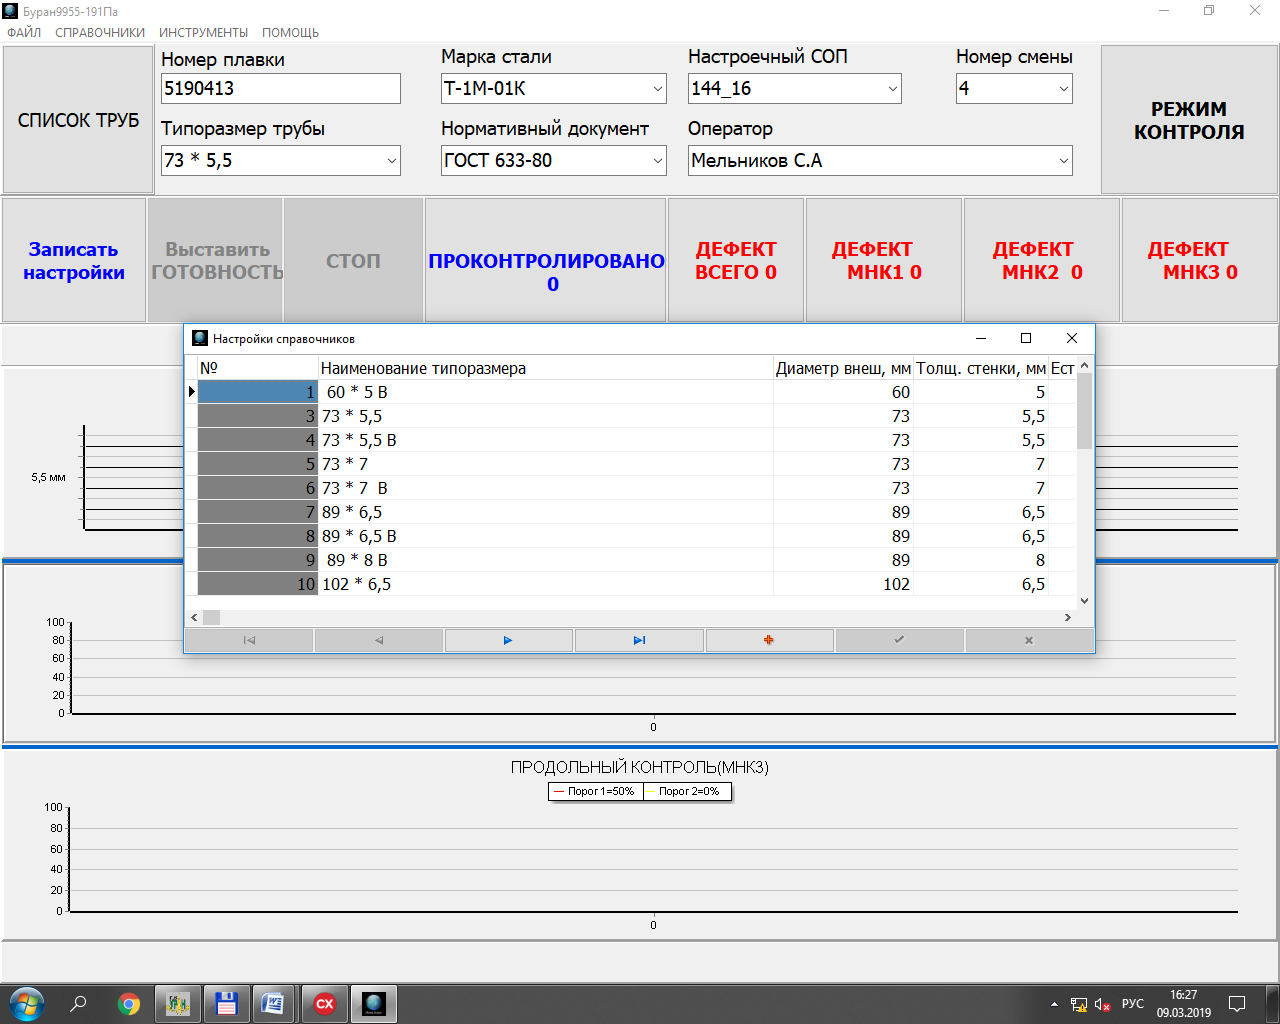 Буран9955-191Па
ФАЙЛ СПРАВОЧНИКИ ИНСТРУМЕНТЫ ПОМОЩЬ
СПИСОК ТРУБ
Номер плавки
5190413
Марка стали
Т-1М-01К
Настроечный СОП
144_16
Номер смены
4
Типоразмер трубы
73 * 5,5
Нормативный документ
ГОСТ 633-80
Оператор
Мельников С.А
РЕЖИМ
КОНТРОЛЯ
Записать
настройки
Выставить
ГОТОВНОСТЬ
СТОП
ПРОКОНТРОЛИРОВАНО
0
ДЕФЕКТ
ВСЕГО 0
ДЕФЕКТ
МНК1 0
ДЕФЕКТ
МНК2 0
ДЕФЕКТ
МНК3 0
Настройки справочников
№ Наименование типоразмера Диаметр внеш, мм Толщ. стенки, мм Ест
1 60 * 5 В 60 5
3 73 * 5,5 73 5,5
4 73 * 5,5 В 73 5,5
5 73 * 7 73 7
6 73 * 7 В 73 7
7 89 * 6,5 89 6,5
8 89 * 6,5 В 89 6,5
9 89 * 8 В 89 8
10 102 * 6,5 102 6,5
5,5 мм
100
80
60
40
20
0
0
ПРОДОЛЬНЫЙ КОНТРОЛЬ(МНК3)
Порог 1=50% Порог 2=0%
100
80
60
40
20
0
0
CX
РУС
16:27
09.03.2019